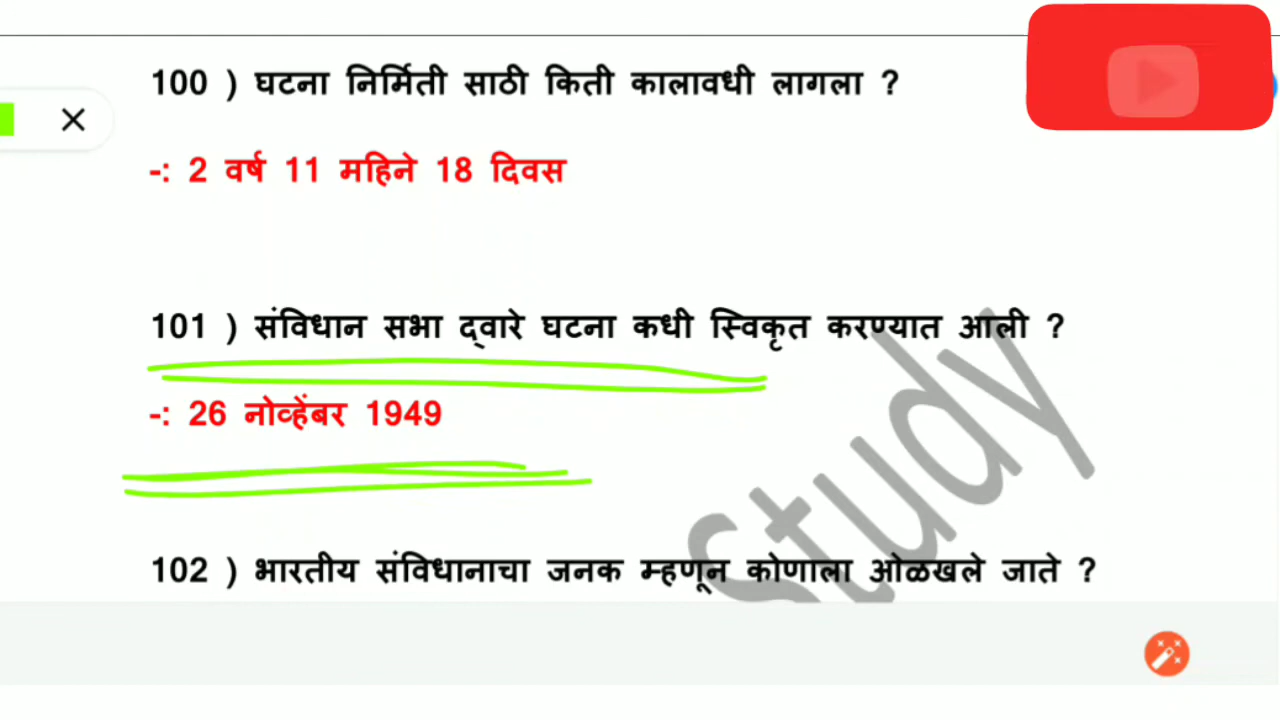 100 ) घटना निर्मिती साठी किती कालावधी लागला ?
-: 2 वर्ष 11 महिने 18 दिवस
101 ) संविधान सभा द्वारे घटना कधी स्विकृत करण्यात आली ?
-: 26 नोव्हेंबर 1949
102 ) भारतीय संविधानाचा जनक म्हणून कोणाला ओळखले जाते ?
Study